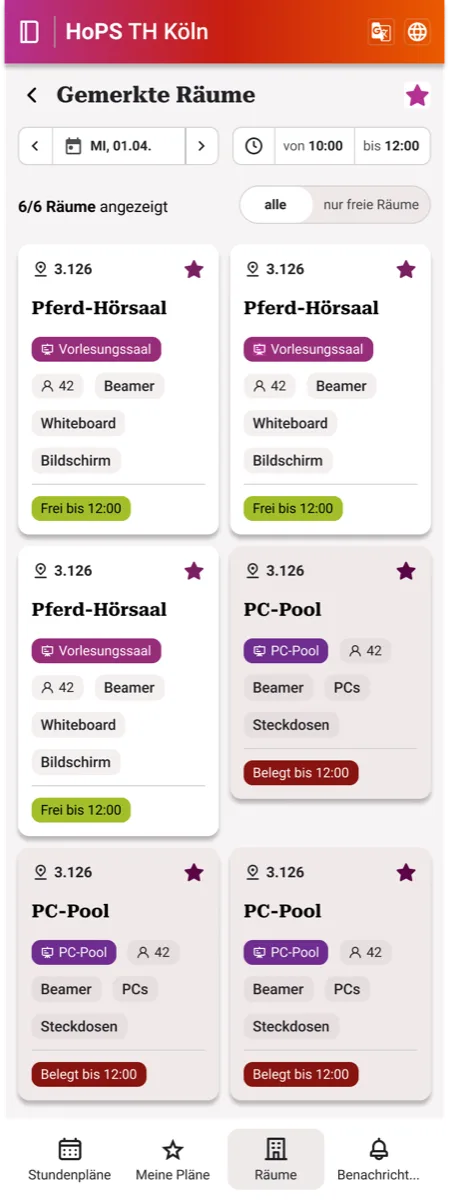 HoPS TH Köln
Gemerkte Räume
MI, 01.04.
von 10:00
bis 12:00
6/6 Räume angezeigt
alle
nur freie Räume
3.126
Pferd-Hörsaal
Vorlesungssaal
42
Beamer
Whiteboard
Bildschirm
Frei bis 12:00
3.126
Pferd-Hörsaal
Vorlesungssaal
42
Beamer
Whiteboard
Bildschirm
Frei bis 12:00
3.126
Pferd-Hörsaal
Vorlesungssaal
42
Beamer
Whiteboard
Bildschirm
Frei bis 12:00
3.126
PC-Pool
PC-Pool
42
Beamer
PCs
Steckdosen
Belegt bis 12:00
3.126
PC-Pool
PC-Pool
42
Beamer
PCs
Steckdosen
Belegt bis 12:00
3.126
PC-Pool
PC-Pool
42
Beamer
PCs
Steckdosen
Belegt bis 12:00
Stundenpläne
Meine Pläne
Räume
Benachricht...